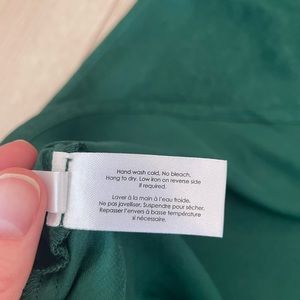 Hand wash cold. No bleach.
Hang to dry. Low iron on reverse side
if required.
Laver à la main à l'eau froide.
Ne pas javelliser. Suspendre pour sécher.
Repasser l'envers à basse température
si nécessaire.